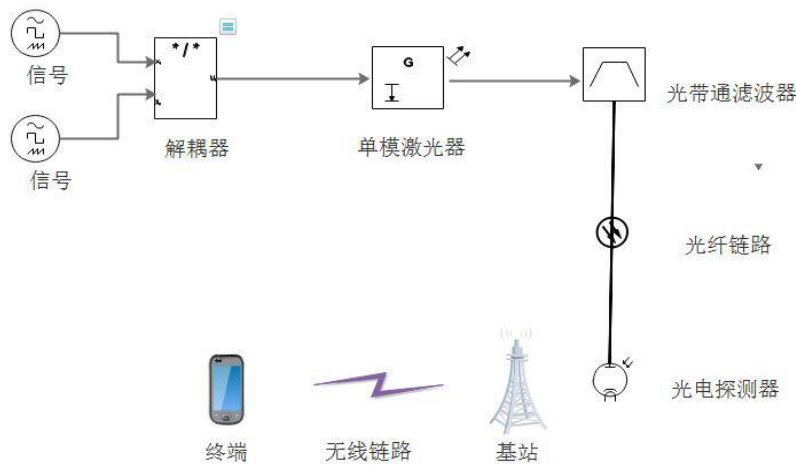 * / *
信号
解耦器
G
单模激光器
光带通滤波器
信号
光纤链路
光电探测器
终端
无线链路
基站